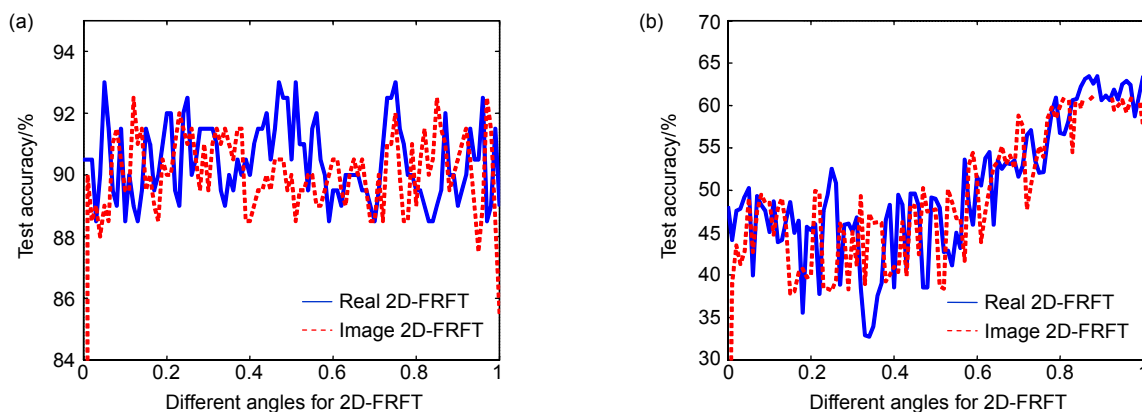 (a)
94
92
90
88
86
84
Test accuracy/%
0
0.2
0.4
0.6
0.8
1
Different angles for 2D-FRFT
Real 2D-FRFT
Image 2D-FRFT
(b)
70
65
60
55
50
45
40
35
30
Test accuracy/%
0
0.2
0.4
0.6
0.8
1
Different angles for 2D-FRFT
Real 2D-FRFT
Image 2D-FRFT